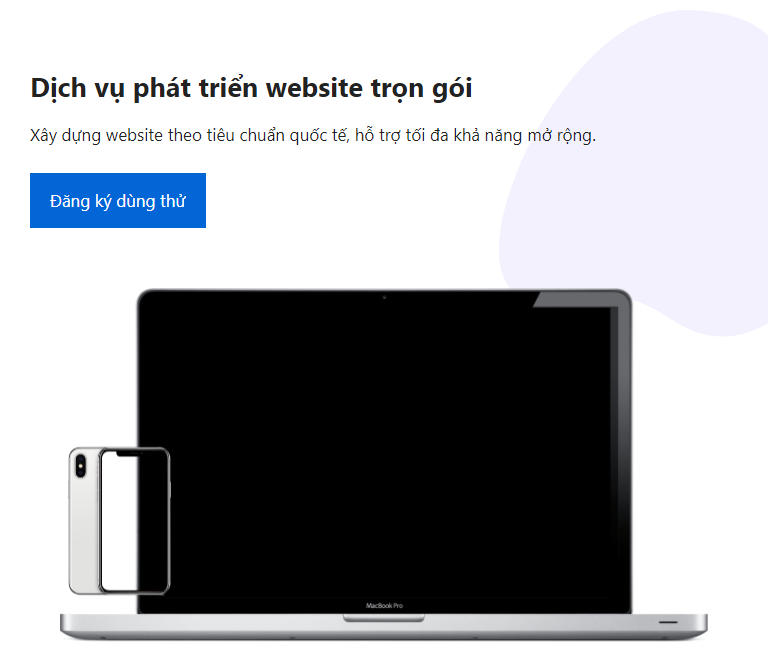 Dịch vụ phát triển website trọn gói
Xây dựng website theo tiêu chuẩn quốc tế, hỗ trợ tối đa khả năng mở rộng.
Đăng ký dùng thử
MacBook Pro